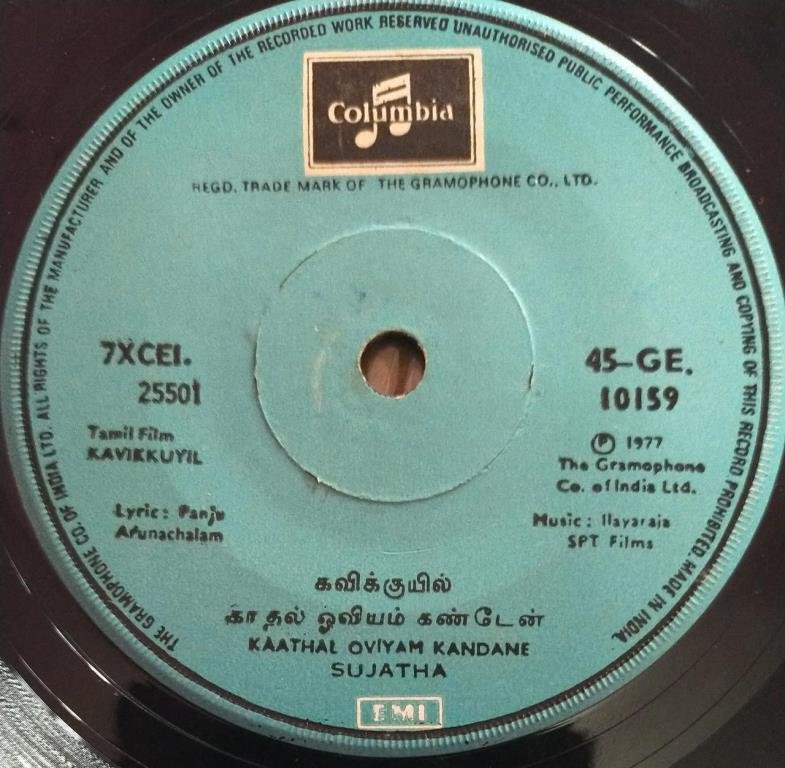 THE GRAMOPHONE CO. OF INDIA LTD. ALL RIGHTS OF THE MANUFACTURER AND OF THE OWNER OF THE RECORDED WORK RESERVED UNAUTHORISED PUBLIC PERFORMANCE BROADCASTING AND COPYING OF THIS RECORD PROHIBITED. MADE IN INDIA.
Columbia
REGD. TRADE MARK OF THE GRAMOPHONE CO., LTD.
7XCEI.
25501
Tamil Film
KAVIKKUYIL
Lyric: Panju
Arunachalam
45-GE.
10159
Ⓟ 1977
The Gramophone
Co. of India Ltd.
Music: Ilayaraja
SPT Films
கவிக்குயில்
காதல் ஓவியம் கண்டேன்
KAATHAL OVIYAM KANDANE
SUJATHA
EMI